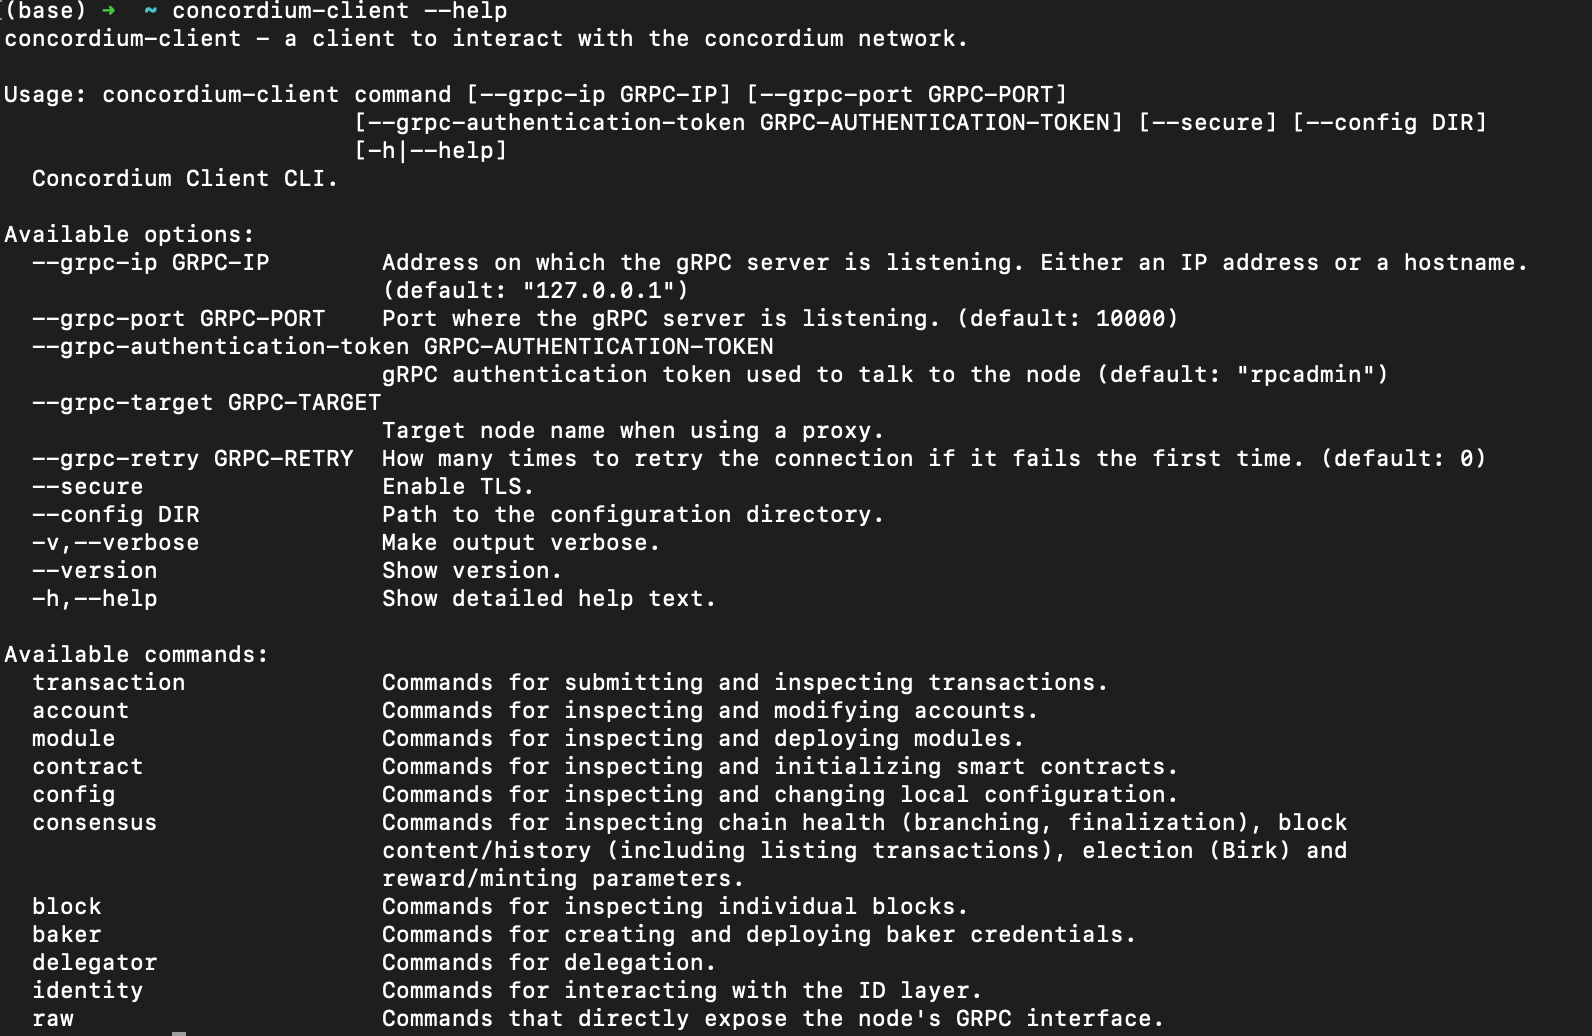 (base) ➜  ~ concordium-client --help
concordium-client - a client to interact with the concordium network.

Usage: concordium-client command [--grpc-ip GRPC-IP] [--grpc-port GRPC-PORT]
                         [--grpc-authentication-token GRPC-AUTHENTICATION-TOKEN] [--secure] [--config DIR]
                         [-h|--help]
  Concordium Client CLI.

Available options:
  --grpc-ip GRPC-IP        Address on which the gRPC server is listening. Either an IP address or a hostname.
                           (default: "127.0.0.1")
  --grpc-port GRPC-PORT    Port where the gRPC server is listening. (default: 10000)
  --grpc-authentication-token GRPC-AUTHENTICATION-TOKEN
                           gRPC authentication token used to talk to the node (default: "rpcadmin")
  --grpc-target GRPC-TARGET
                           Target node name when using a proxy.
  --grpc-retry GRPC-RETRY  How many times to retry the connection if it fails the first time. (default: 0)
  --secure                 Enable TLS.
  --config DIR             Path to the configuration directory.
  -v,--verbose             Make output verbose.
  --version                Show version.
  -h,--help                Show detailed help text.

Available commands:
  transaction              Commands for submitting and inspecting transactions.
  account                  Commands for inspecting and modifying accounts.
  module                   Commands for inspecting and deploying modules.
  contract                 Commands for inspecting and initializing smart contracts.
  config                   Commands for inspecting and changing local configuration.
  consensus                Commands for inspecting chain health (branching, finalization), block
                           content/history (including listing transactions), election (Birk) and
                           reward/minting parameters.
  block                    Commands for inspecting individual blocks.
  baker                    Commands for creating and deploying baker credentials.
  delegator                Commands for delegation.
  identity                 Commands for interacting with the ID layer.
  raw                      Commands that directly expose the node's GRPC interface.